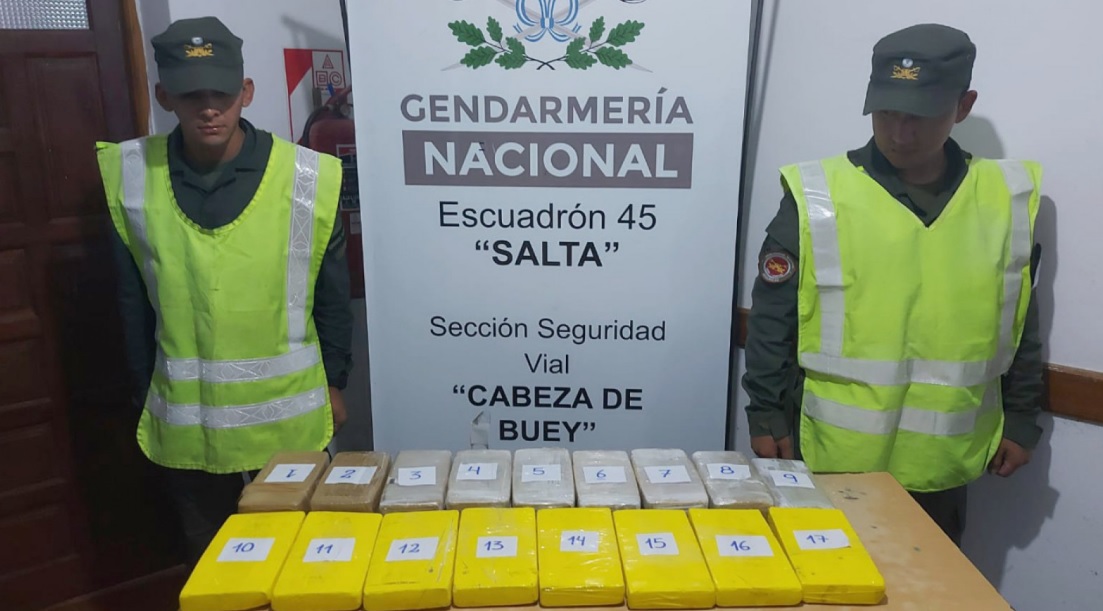 GENDARMERÍA
NACIONAL
Escuadrón 45
“SALTA”
Sección Seguridad
Vial
“CABEZA DE
BUEY”
1 2 3 4 5 6 7 8 9
10 11 12 13 14 15 16 17